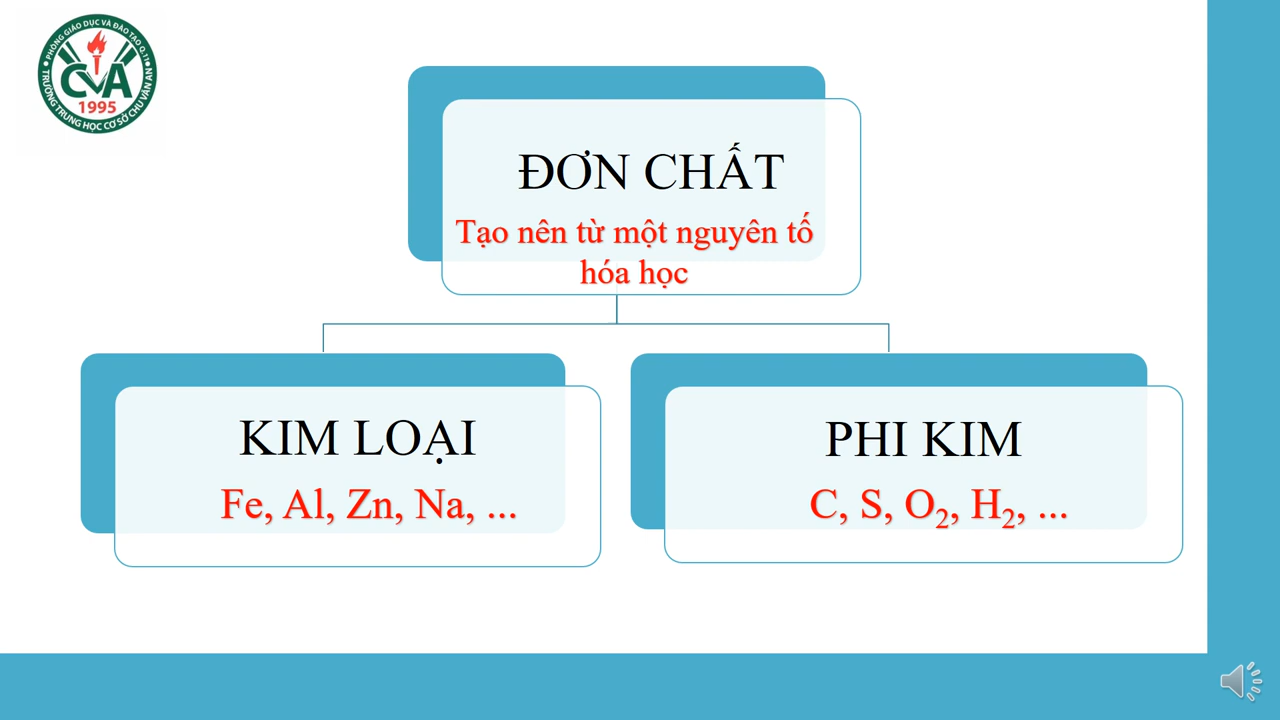 PHÒNG GIÁO DỤC VÀ ĐÀO TẠO Q.11
CVA
1995
TRƯỜNG TRUNG HỌC CƠ SỞ CHU VĂN AN
ĐƠN CHẤT
Tạo nên từ một nguyên tố
hóa học
KIM LOẠI
Fe, Al, Zn, Na, ...
PHI KIM
C, S, O₂, H₂, ...